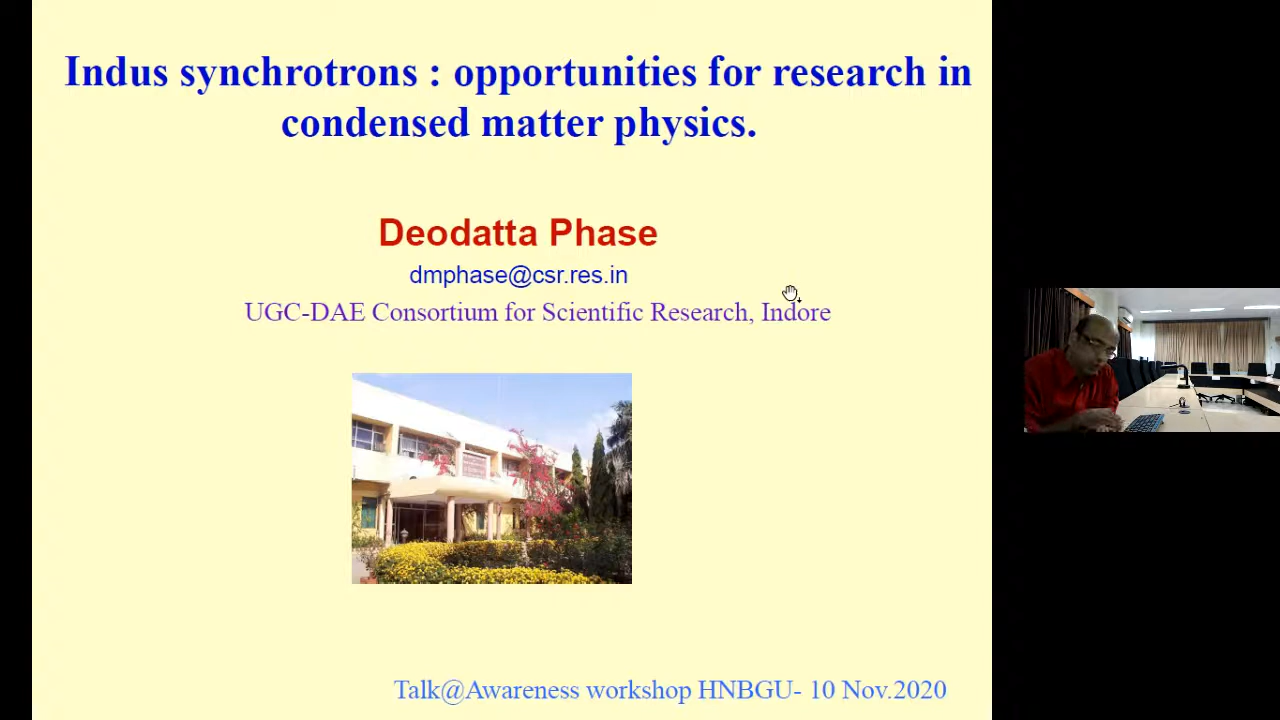 Indus synchrotrons : opportunities for research in
condensed matter physics.
Deodatta Phase
dmphase@csr.res.in
UGC-DAE Consortium for Scientific Research, Indore
Talk@Awareness workshop HNBGU- 10 Nov.2020